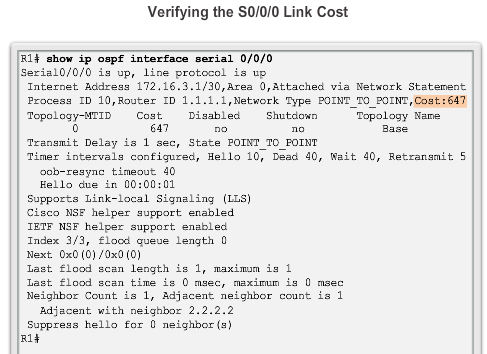 Verifying the S0/0/0 Link Cost
R1# show ip ospf interface serial 0/0/0
Serial0/0/0 is up, line protocol is up
Internet Address 172.16.3.1/30,Area 0,Attached via Network Statement
Process ID 10,Router ID 1.1.1.1,Network Type POINT_TO_POINT,Cost:647
Topology-MTID Cost Disabled Shutdown Topology Name
0 647 no no Base
Transmit Delay is 1 sec, State POINT_TO_POINT
Timer intervals configured, Hello 10, Dead 40, Wait 40, Retransmit 5
oob-resync timeout 40
Hello due in 00:00:01
Supports Link-local Signaling (LLS)
Cisco NSF helper support enabled
IETF NSF helper support enabled
Index 3/3, flood queue length 0
Next 0x0(0)/0x0(0)
Last flood scan length is 1, maximum is 1
Last flood scan time is 0 msec, maximum is 0 msec
Neighbor Count is 1, Adjacent neighbor count is 1
Adjacent with neighbor 2.2.2.2
Suppress hello for 0 neighbor(s)
R1#